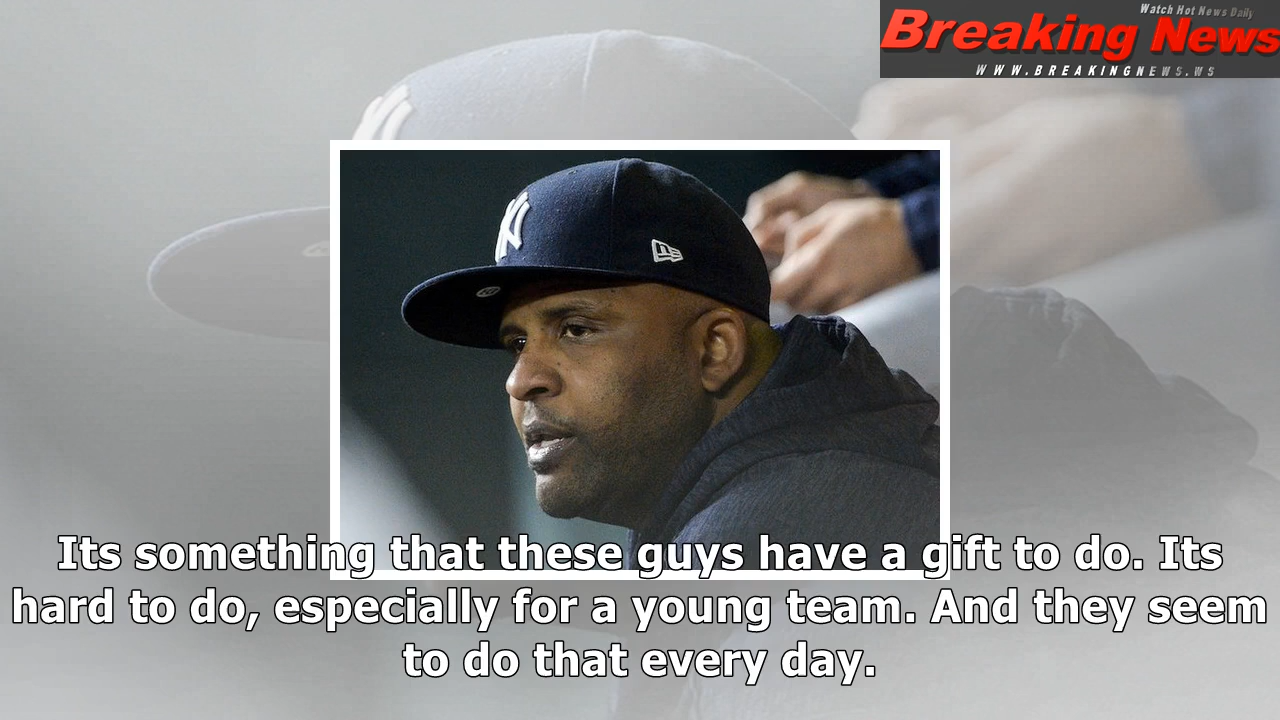 Watch Hot News Daily
Breaking News
WWW.BREAKINGNEWS.WS
NY
Its something that these guys have a gift to do. Its
hard to do, especially for a young team. And they seem
to do that every day.